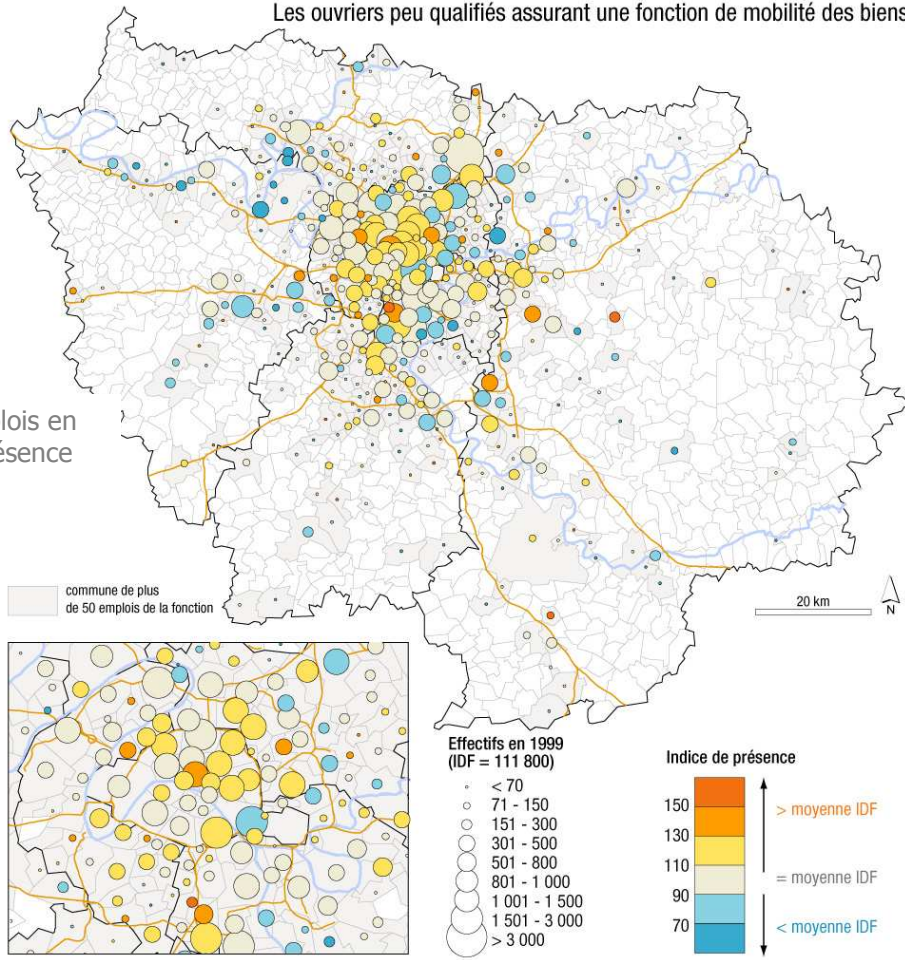 Les ouvriers peu qualifiés assurant une fonction de mobilité des biens
commune de plus
de 50 emplois de la fonction
20 km
N
Effectifs en 1999
(IDF = 111 800)
< 70
71 - 150
151 - 300
301 - 500
501 - 800
801 - 1 000
1 001 - 1 500
1 501 - 3 000
> 3 000
Indice de présence
150
130
110
90
70
> moyenne IDF
= moyenne IDF
< moyenne IDF